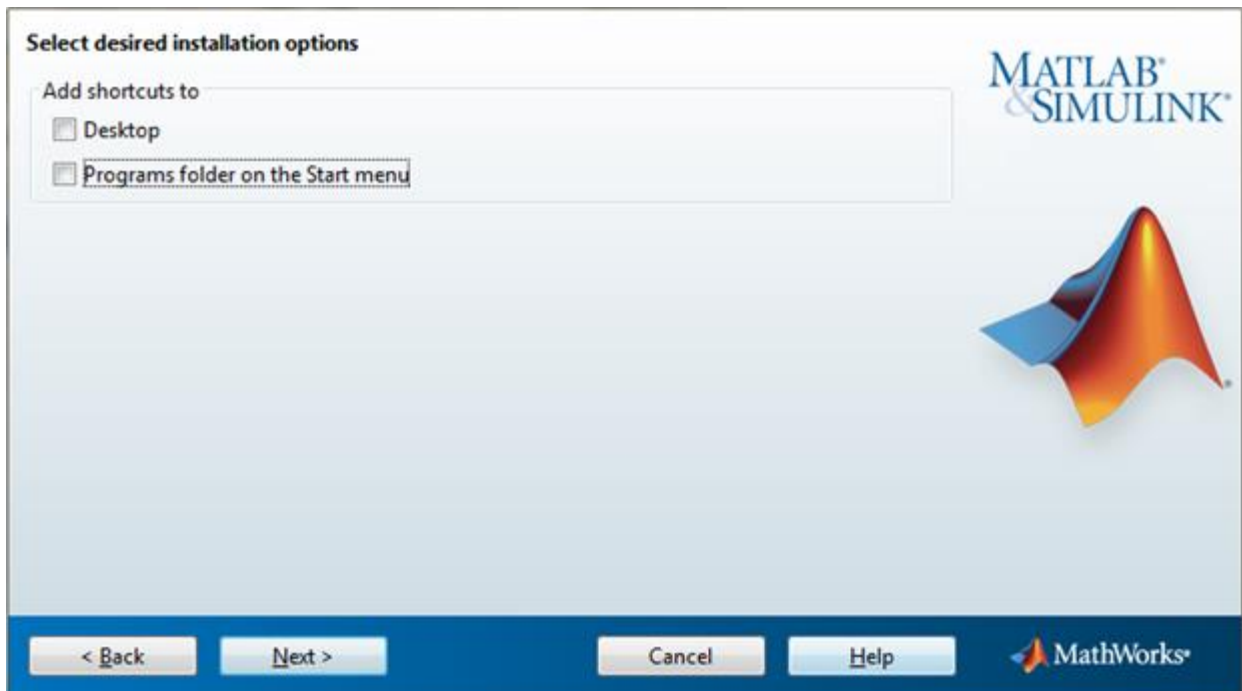 Select desired installation options
Add shortcuts to
Desktop
Programs folder on the Start menu
MATLAB®
&SIMULINK®
®
< Back
Next >
Cancel
Help
MathWorks®